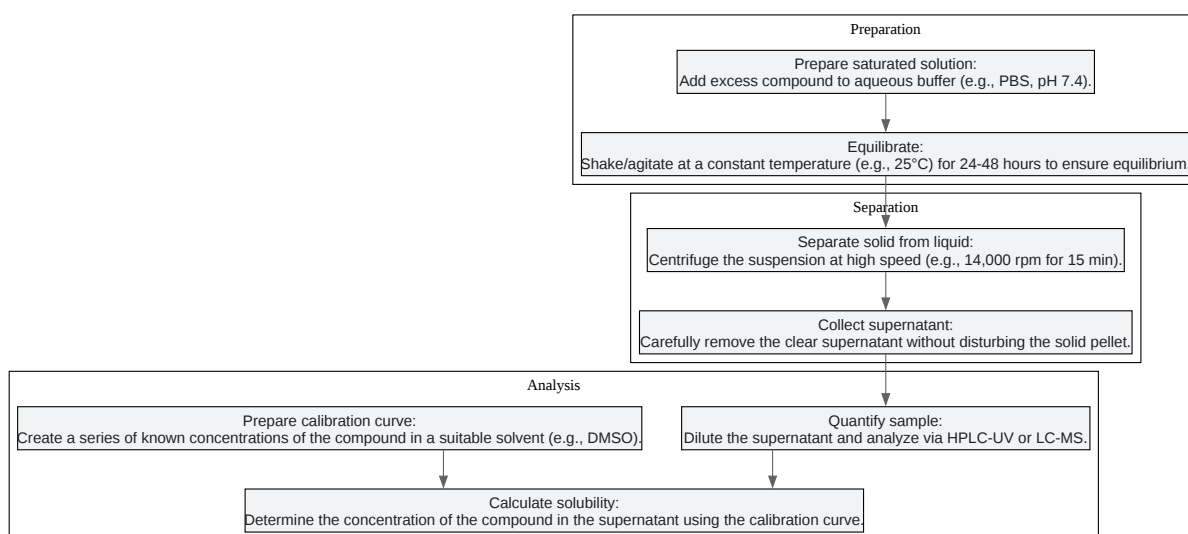 Preparation
Prepare saturated solution:
Add excess compound to aqueous buffer (e.g., PBS, pH 7.4).
Equilibrate:
Shake/agitate at a constant temperature (e.g., 25°C) for 24-48 hours to ensure equilibrium.
Separation
Separate solid from liquid:
Centrifuge the suspension at high speed (e.g., 14,000 rpm for 15 min).
Collect supernatant:
Carefully remove the clear supernatant without disturbing the solid pellet.
Analysis
Prepare calibration curve:
Create a series of known concentrations of the compound in a suitable solvent (e.g., DMSO).
Quantify sample:
Dilute the supernatant and analyze via HPLC-UV or LC-MS.
Calculate solubility:
Determine the concentration of the compound in the supernatant using the calibration curve.